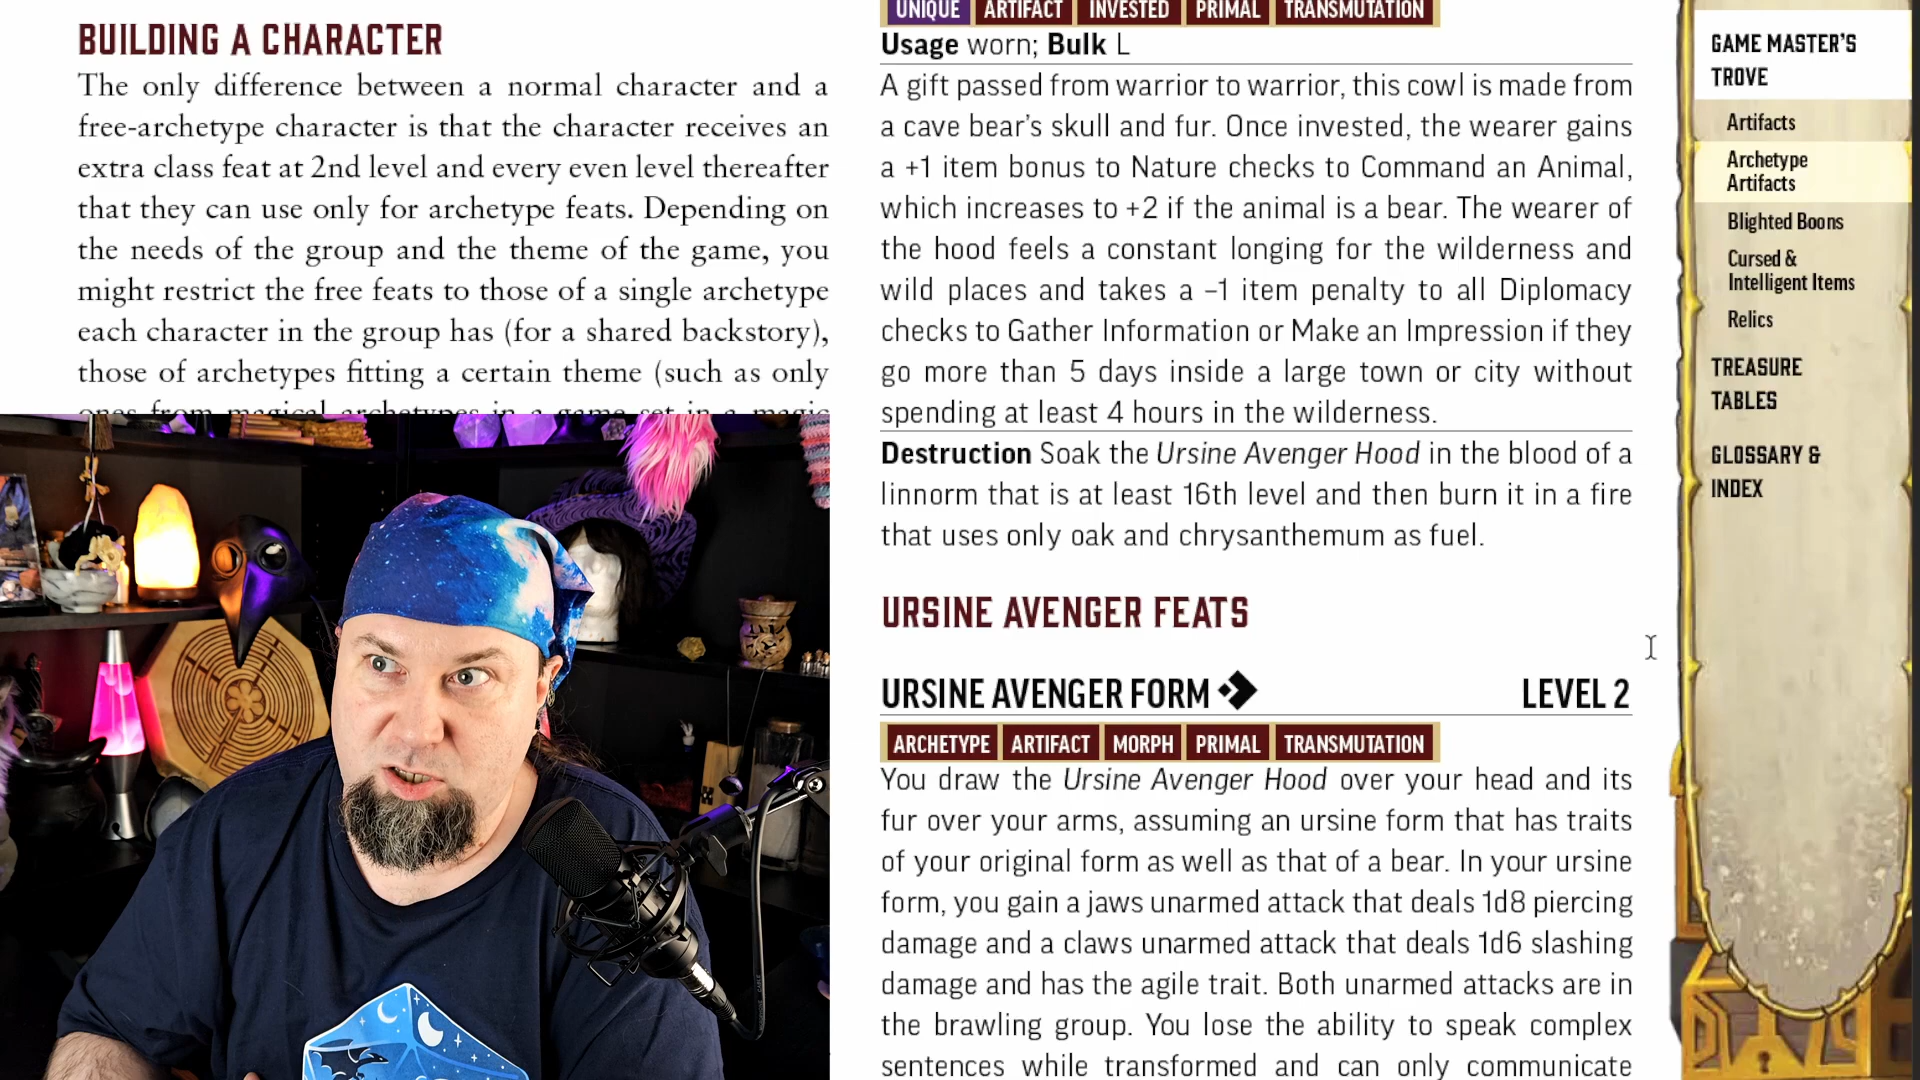 BUILDING A CHARACTER
The only difference between a normal character and a
free-archetype character is that the character receives an
extra class feat at 2nd level and every even level thereafter
that they can use only for archetype feats. Depending on
the needs of the group and the theme of the game, you
might restrict the free feats to those of a single archetype
each character in the group has (for a shared backstory),
those of archetypes fitting a certain theme (such as only
ones from magical archetypes in a game set in a magic
UNIQUE ARTIFACT INVESTED PRIMAL TRANSMUTATION
Usage worn; Bulk L
A gift passed from warrior to warrior, this cowl is made from
a cave bear's skull and fur. Once invested, the wearer gains
a +1 item bonus to Nature checks to Command an Animal,
which increases to +2 if the animal is a bear. The wearer of
the hood feels a constant longing for the wilderness and
wild places and takes a –1 item penalty to all Diplomacy
checks to Gather Information or Make an Impression if they
go more than 5 days inside a large town or city without
spending at least 4 hours in the wilderness.
Destruction Soak the Ursine Avenger Hood in the blood of a
linnorm that is at least 16th level and then burn it in a fire
that uses only oak and chrysanthemum as fuel.
URSINE AVENGER FEATS
URSINE AVENGER FORM LEVEL 2
ARCHETYPE ARTIFACT MORPH PRIMAL TRANSMUTATION
You draw the Ursine Avenger Hood over your head and its
fur over your arms, assuming an ursine form that has traits
of your original form as well as that of a bear. In your ursine
form, you gain a jaws unarmed attack that deals 1d8 piercing
damage and a claws unarmed attack that deals 1d6 slashing
damage and has the agile trait. Both unarmed attacks are in
the brawling group. You lose the ability to speak complex
sentences while transformed and can only communicate
GAME MASTER'S
TROVE
Artifacts
Archetype
Artifacts
Blighted Boons
Cursed &
Intelligent Items
Relics
TREASURE
TABLES
GLOSSARY &
INDEX